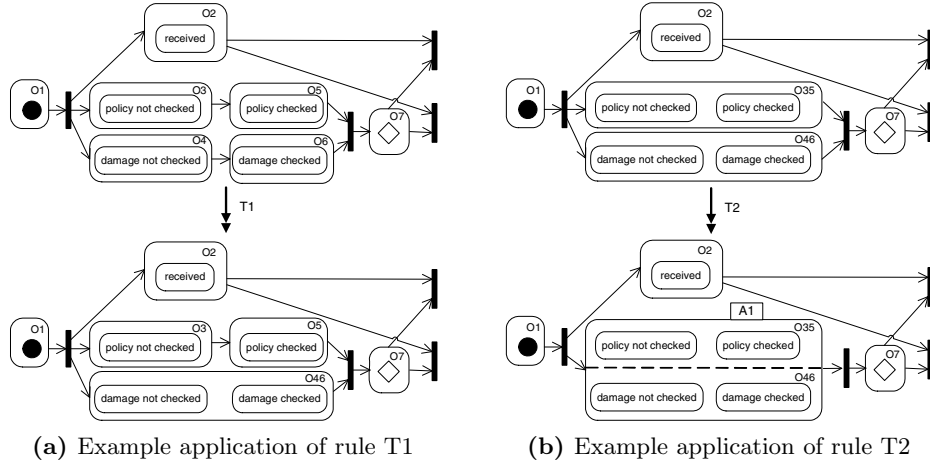 O2
received
O1
O3
policy not checked
O5
policy checked
O4
damage not checked
O6
damage checked
O7
T1
O2
received
O1
O3
policy not checked
O5
policy checked
O46
damage not checked
damage checked
O7
(a) Example application of rule T1
O2
received
O1
O35
policy not checked
policy checked
O46
damage not checked
damage checked
O7
T2
O2
received
A1
O1
O35
policy not checked
policy checked
O46
damage not checked
damage checked
O7
(b) Example application of rule T2